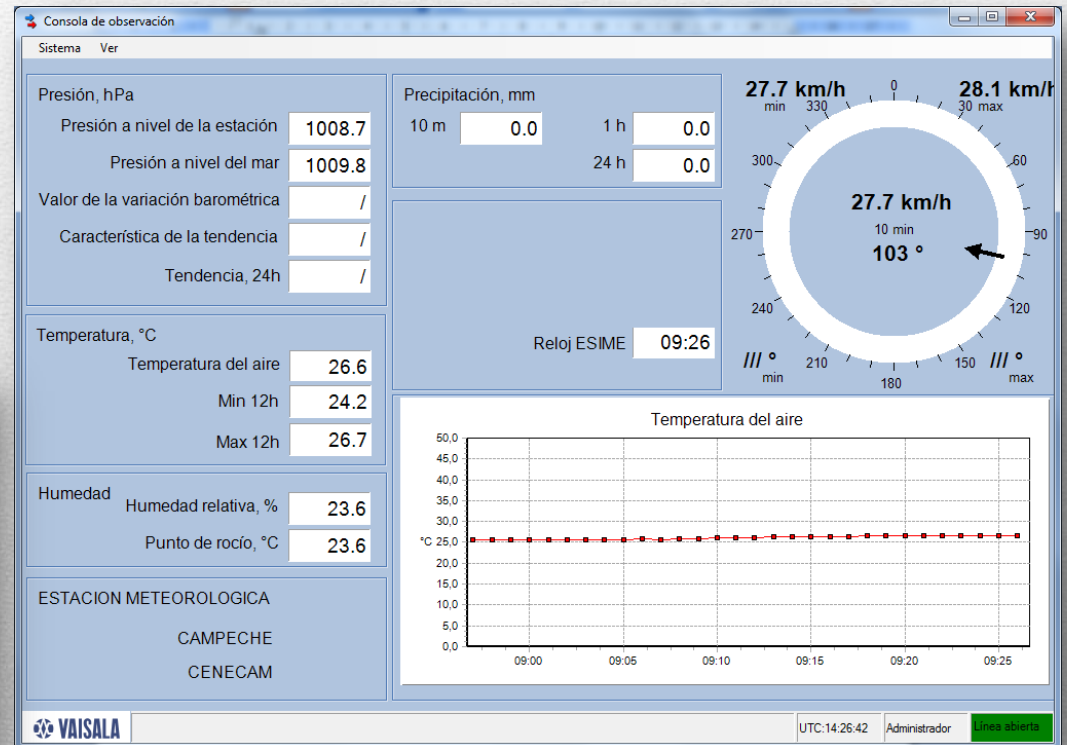 Consola de observación
Sistema Ver
Presión, hPa
Presión a nivel de la estación 1008.7
Presión a nivel del mar 1009.8
Valor de la variación barométrica /
Característica de la tendencia /
Tendencia, 24h /
Temperatura, °C
Temperatura del aire 26.6
Min 12h 24.2
Max 12h 26.7
Humedad
Humedad relativa, % 23.6
Punto de rocío, °C 23.6
ESTACION METEOROLOGICA
CAMPECHE
CENECAM
Precipitación, mm
10 m 0.0 1 h 0.0
24 h 0.0
Reloj ESIME 09:26
27.7 km/h 0 28.1 km/h
min 330 30 max
300 60
27.7 km/h
270 10 min 90
103 °
240 120
/// ° 210 150 /// °
min 180 max
Temperatura del aire
50,0
45,0
40,0
35,0
30,0
°C 25,0
20,0
15,0
10,0
5,0
0,0
09:00 09:05 09:10 09:15 09:20 09:25
VAISALA UTC:14:26:42 Administrador Línea abierta